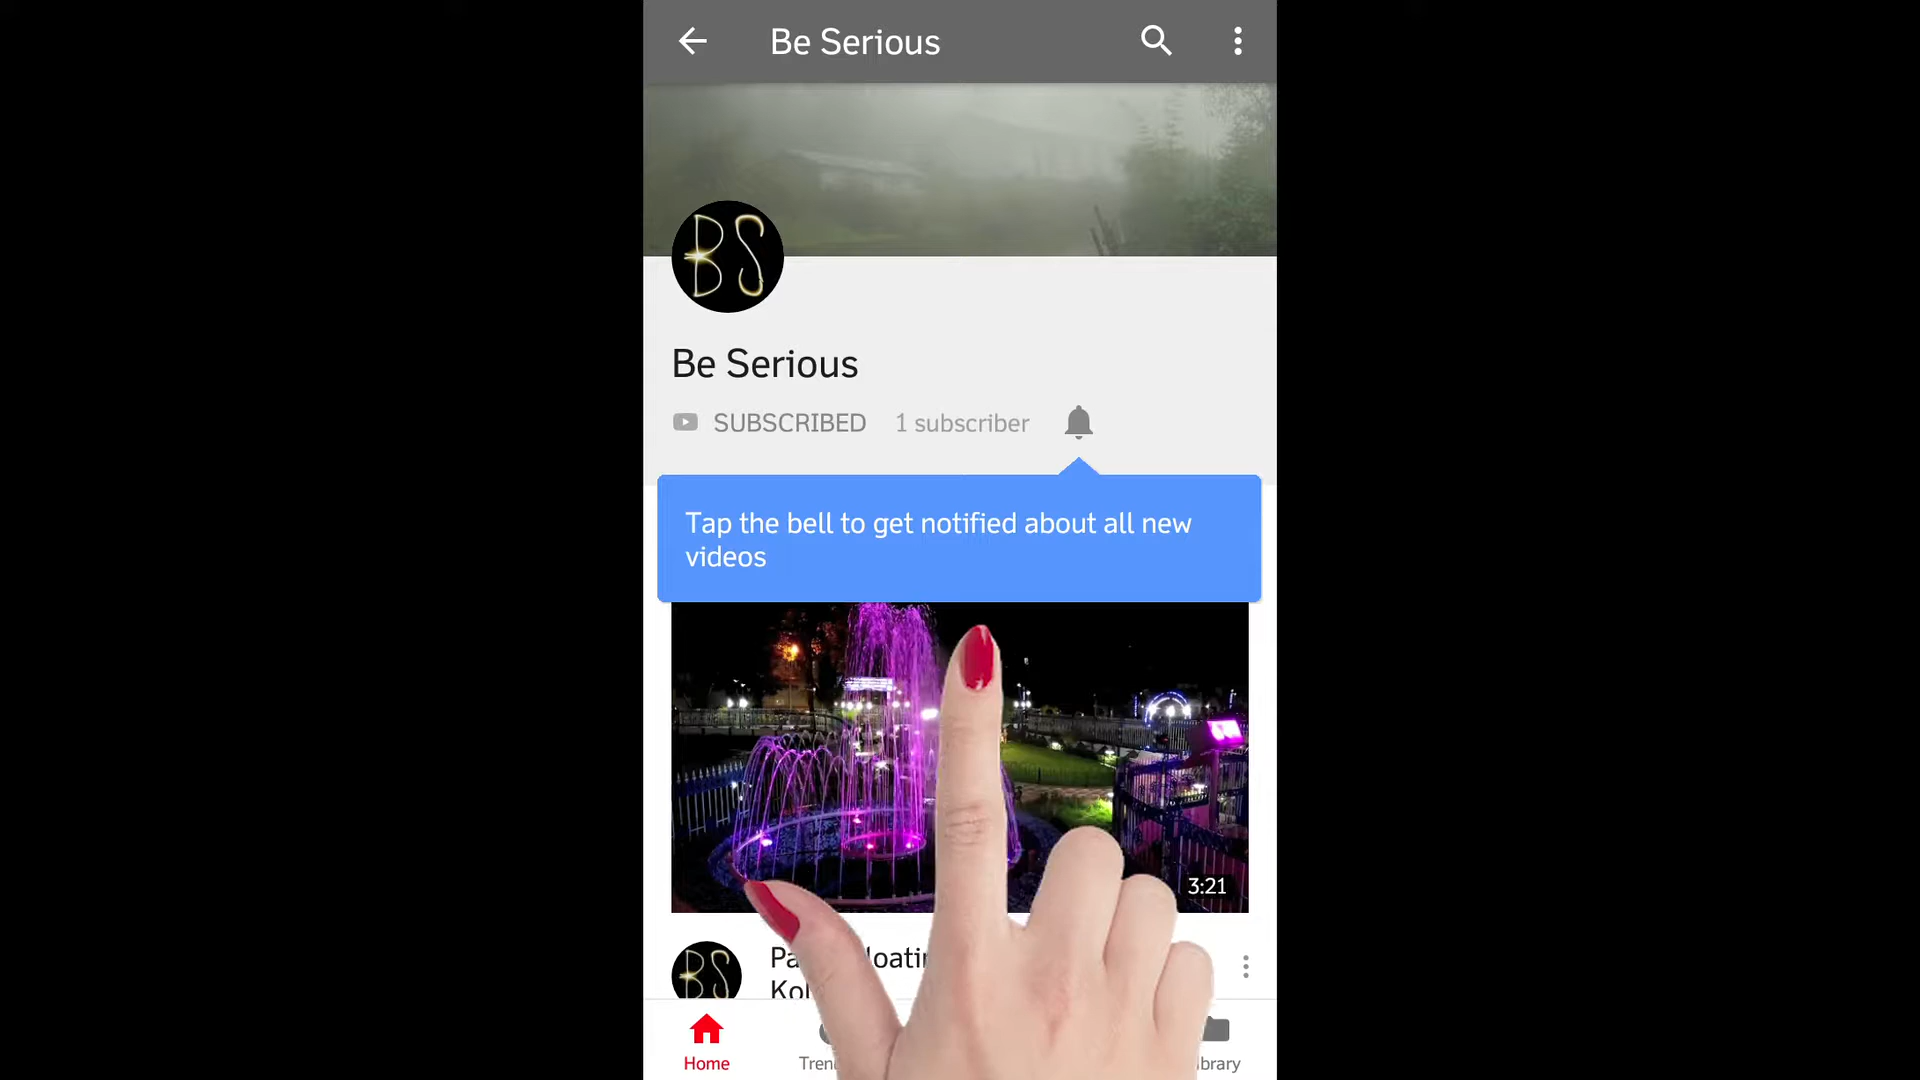 Be Serious
BS
Be Serious
SUBSCRIBED 1 subscriber
Tap the bell to get notified about all new
videos
3:21
BS
Home